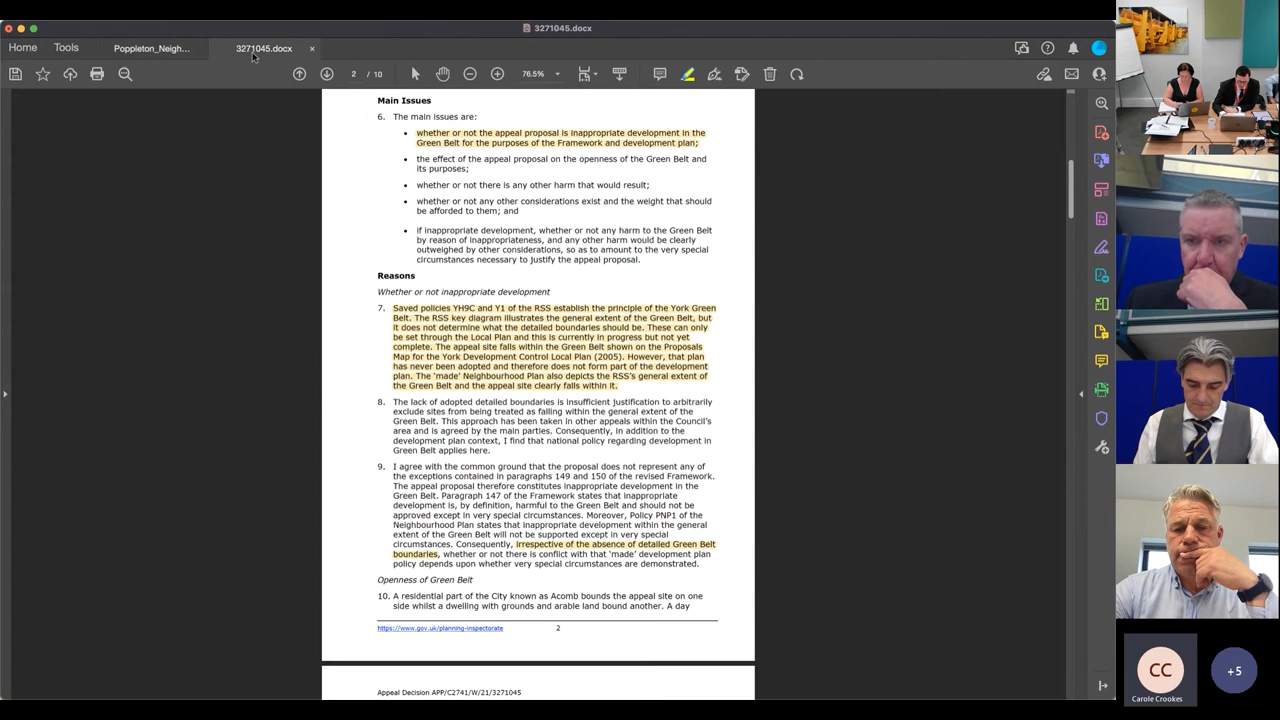 3271045.docx
Home
Tools
Poppleton_Neigh...
3271045.docx
2 / 10
76.5%
Main Issues
6. The main issues are:
• whether or not the appeal proposal is inappropriate development in the
Green Belt for the purposes of the Framework and development plan;
• the effect of the appeal proposal on the openness of the Green Belt and
its purposes;
• whether or not there is any other harm that would result;
• whether or not any other considerations exist and the weight that should
be afforded to them; and
• if inappropriate development, whether or not any harm to the Green Belt
by reason of inappropriateness, and any other harm would be clearly
outweighed by other considerations, so as to amount to the very special
circumstances necessary to justify the appeal proposal.
Reasons
Whether or not inappropriate development
7. Saved policies YH9C and Y1 of the RSS establish the principle of the York Green
Belt. The RSS key diagram illustrates the general extent of the Green Belt, but
it does not determine what the detailed boundaries should be. These can only
be set through the Local Plan and this is currently in progress but not yet
complete. The appeal site falls within the Green Belt shown on the Proposals
Map for the York Development Control Local Plan (2005). However, that plan
has never been adopted and therefore does not form part of the development
plan. The 'made' Neighbourhood Plan also depicts the RSS's general extent of
the Green Belt and the appeal site clearly falls within it.
8. The lack of adopted detailed boundaries is insufficient justification to arbitrarily
exclude sites from being treated as falling within the general extent of the
Green Belt. This approach has been taken in other appeals within the Council's
area and is agreed by the main parties. Consequently, in addition to the
development plan context, I find that national policy regarding development in
Green Belt applies here.
9. I agree with the common ground that the proposal does not represent any of
the exceptions contained in paragraphs 149 and 150 of the revised Framework.
The appeal proposal therefore constitutes inappropriate development in the
Green Belt. Paragraph 147 of the Framework states that inappropriate
development is, by definition, harmful to the Green Belt and should not be
approved except in very special circumstances. Moreover, Policy PNP1 of the
Neighbourhood Plan states that inappropriate development within the general
extent of the Green Belt will not be supported except in very special
circumstances. Consequently, irrespective of the absence of detailed Green Belt
boundaries, whether or not there is conflict with that 'made' development plan
policy depends upon whether very special circumstances are demonstrated.
Openness of Green Belt
10. A residential part of the City known as Acomb bounds the appeal site on one
side whilst a dwelling with grounds and arable land bound another. A day
https://www.gov.uk/planning-inspectorate
2
Appeal Decision APP/C2741/W/21/3271045
CC
Carole Crookes
+5